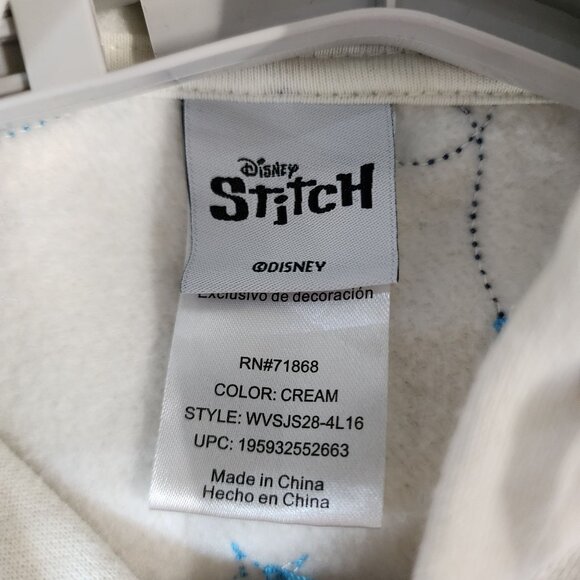 Disney
Stitch
©DISNEY
Exclusivo de decoración
RN#71868
COLOR: CREAM
STYLE: WVSJS28-4L16
UPC: 195932552663
Made in China
Hecho en China